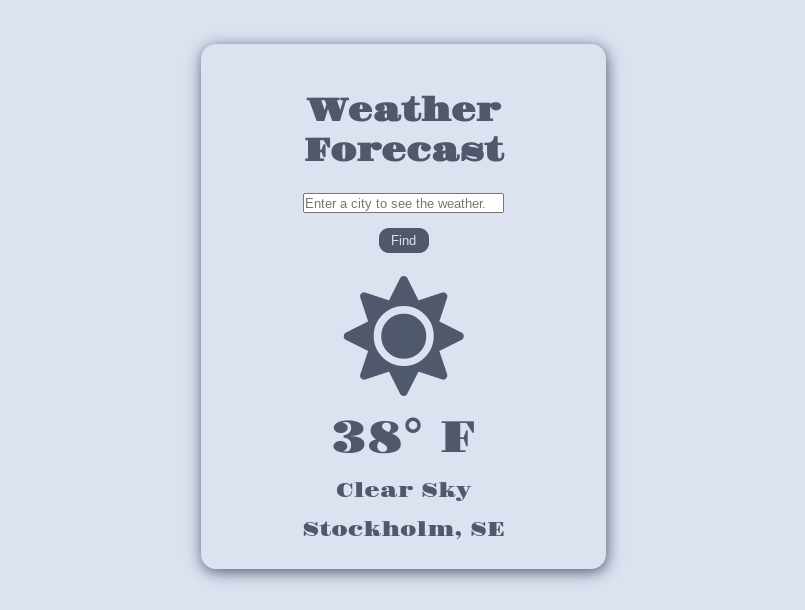 Weather
Forecast
Enter a city to see the weather.
Find
38° F
Clear Sky
Stockholm, SE